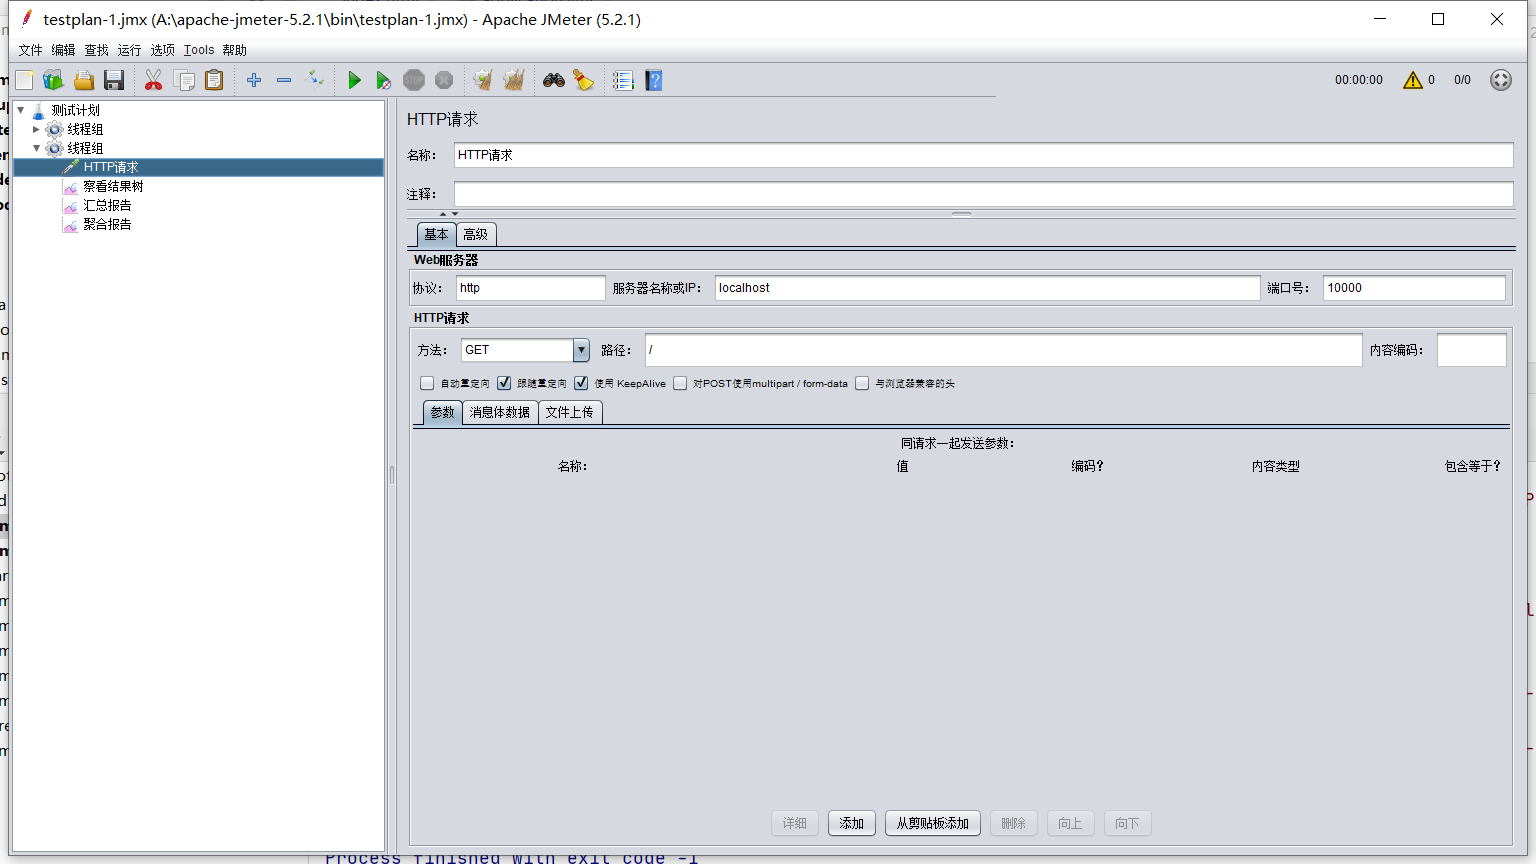 testplan-1.jmx (A:\apache-jmeter-5.2.1\bin\testplan-1.jmx) - Apache JMeter (5.2.1)
文件 编辑 查找 运行 选项 Tools 帮助
STOP
00:00:00 0 0/0
测试计划
线程组
线程组
HTTP请求
察看结果树
汇总报告
聚合报告
HTTP请求
名称： HTTP请求
注释：
基本 高级
Web服务器
协议： http 服务器名称或IP： localhost 端口号： 10000
HTTP请求
方法： GET 路径： / 内容编码：
自动重定向 跟随重定向 使用 KeepAlive 对POST使用multipart / form-data 与浏览器兼容的头
参数 消息体数据 文件上传
同请求一起发送参数：
名称： 值 编码？ 内容类型 包含等于？
详细 添加 从剪贴板添加 删除 向上 向下
Process finished with exit code -1